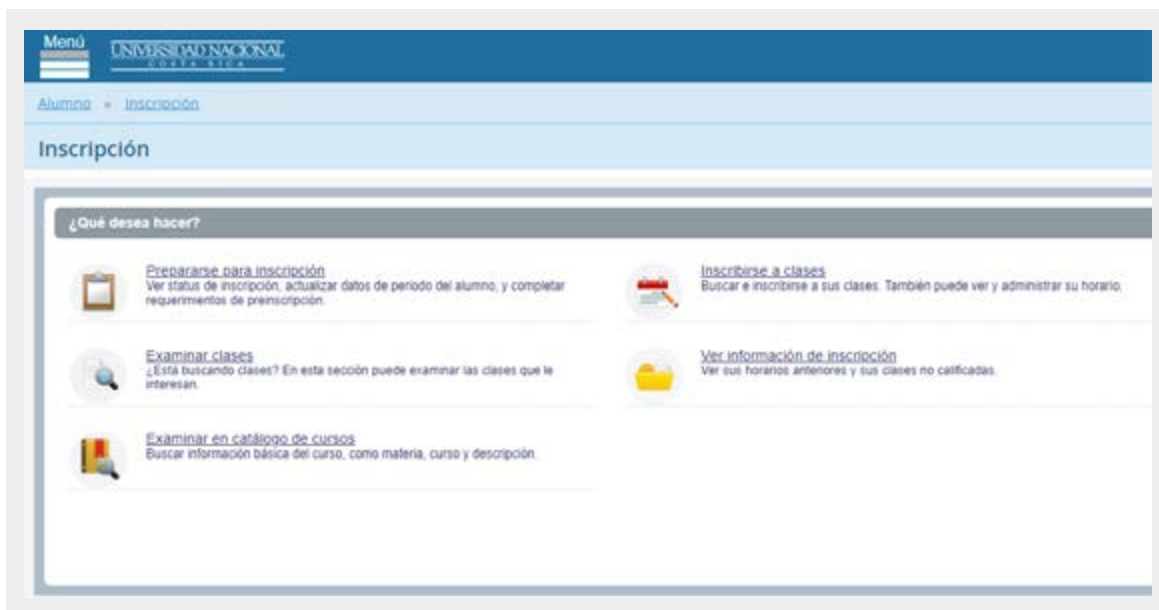 Menú
UNIVERSIDAD NACIONAL
COSTA RICA
Alumno • Inscripción
Inscripción
¿Qué desea hacer?
Prepararse para inscripción
Ver status de inscripción, actualizar datos de periodo del alumno, y completar
requerimientos de preinscripción.
Inscribirse a clases
Buscar e inscribirse a sus clases. También puede ver y administrar su horario.
Examinar clases
¿Está buscando clases? En esta sección puede examinar las clases que le
interesan.
Ver información de inscripción
Ver sus horarios anteriores y sus clases no calificadas.
Examinar en catálogo de cursos
Buscar información básica del curso, como materia, curso y descripción.